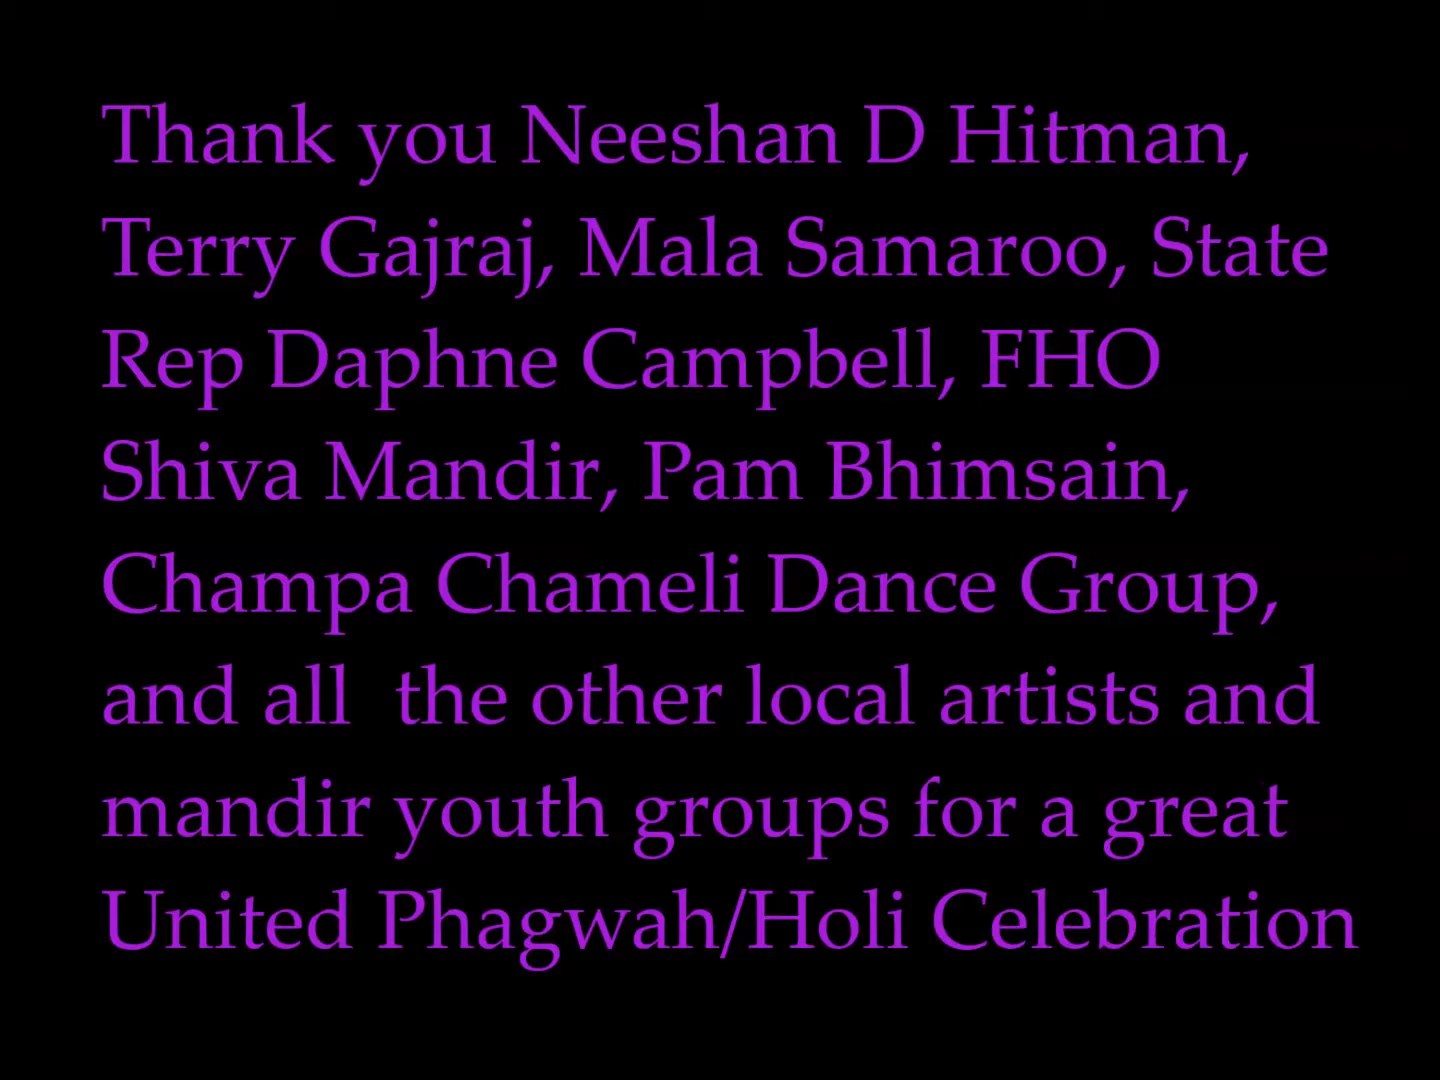 Thank you Neeshan D Hitman,
Terry Gajraj, Mala Samaroo, State
Rep Daphne Campbell, FHO
Shiva Mandir, Pam Bhimsain,
Champa Chameli Dance Group,
and all  the other local artists and
mandir youth groups for a great
United Phagwah/Holi Celebration